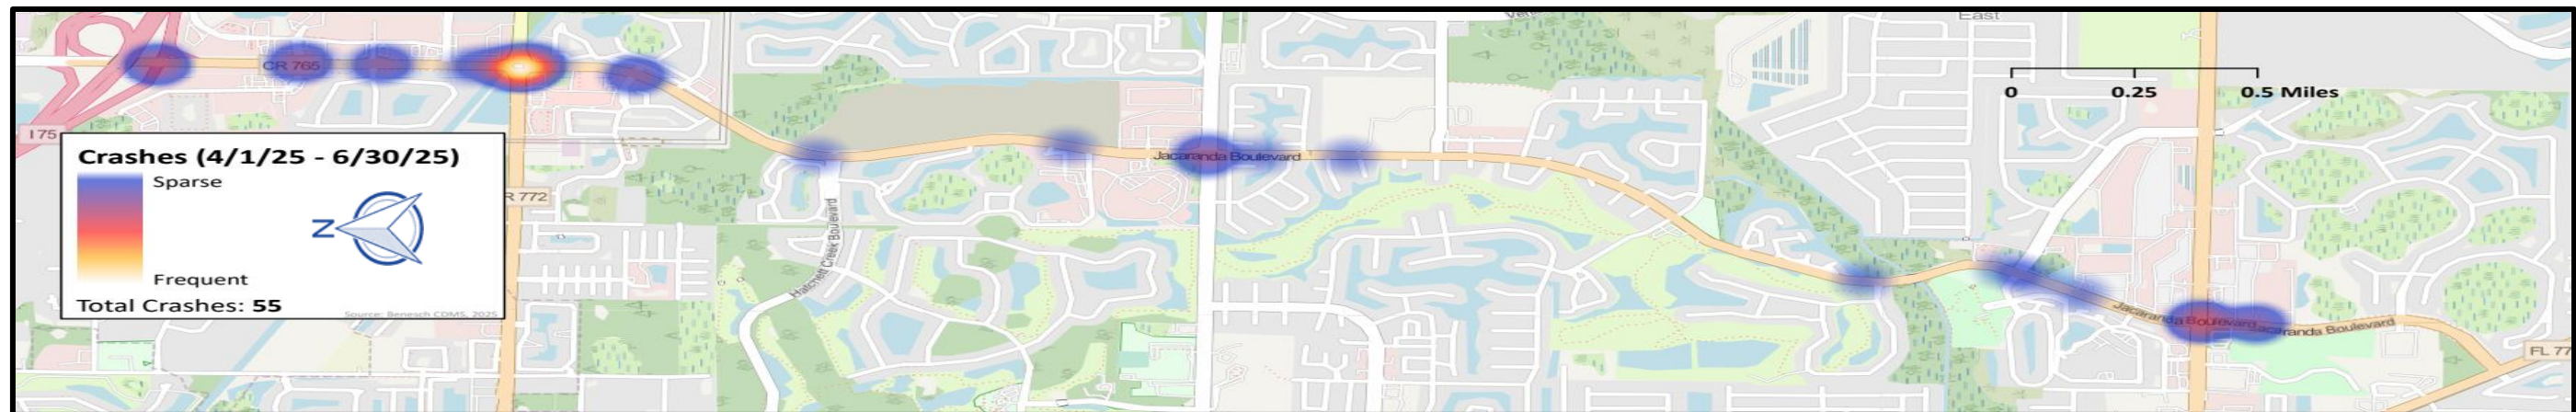 East
CR 765
0 0.25 0.5 Miles
I 75
Crashes (4/1/25 - 6/30/25)
Sparse
Jacaranda Boulevard
R 772
Z
Hatchett Creek Boulevard
Frequent
Total Crashes: 55
Source: Benesch CDMS, 2025
Jacaranda Boulevard
Jacaranda Boulevard
FL 77